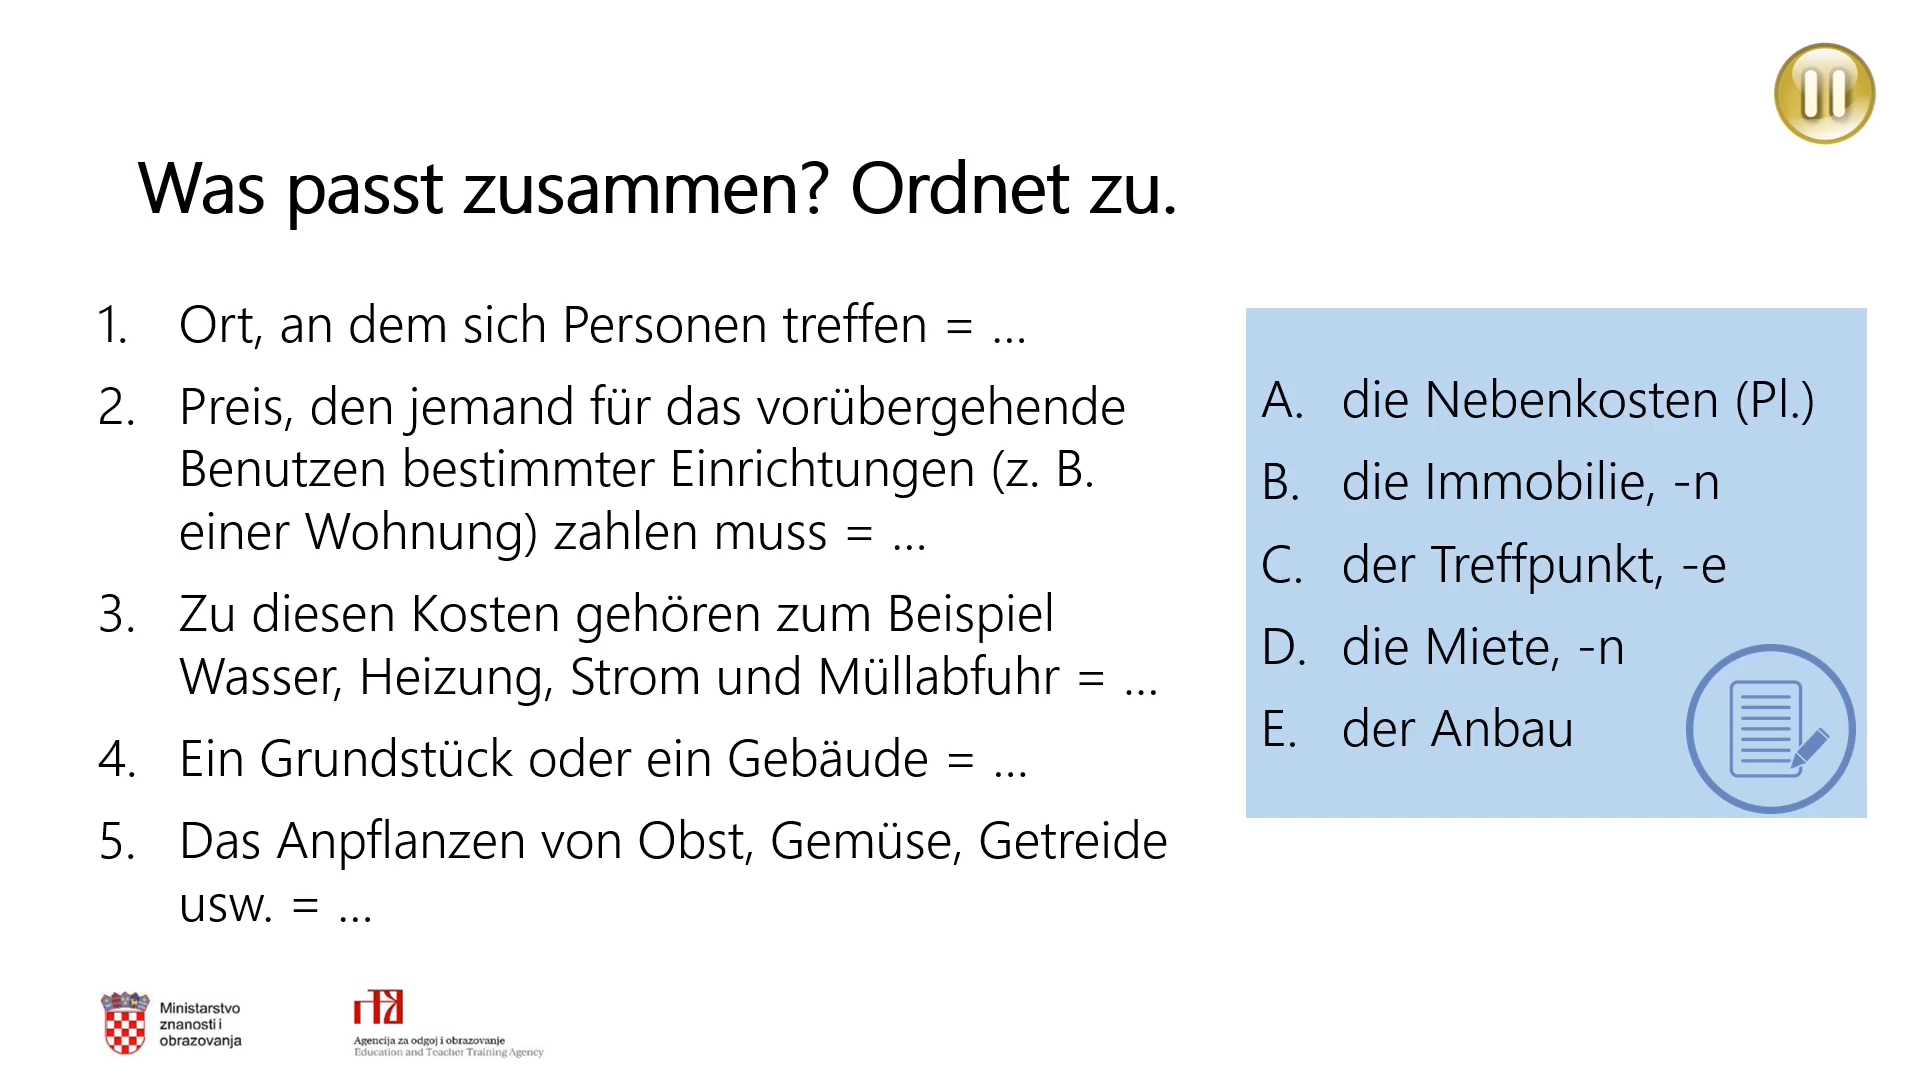 Was passt zusammen? Ordnet zu.
1. Ort, an dem sich Personen treffen = ...
2. Preis, den jemand für das vorübergehende
Benutzen bestimmter Einrichtungen (z. B.
einer Wohnung) zahlen muss = ...
3. Zu diesen Kosten gehören zum Beispiel
Wasser, Heizung, Strom und Müllabfuhr = ...
4. Ein Grundstück oder ein Gebäude = ...
5. Das Anpflanzen von Obst, Gemüse, Getreide
usw. = ...
A. die Nebenkosten (Pl.)
B. die Immobilie, -n
C. der Treffpunkt, -e
D. die Miete, -n
E. der Anbau
Ministarstvo
znanosti i
obrazovanja
Agencija za odgoj i obrazovanje
Education and Teacher Training Agency